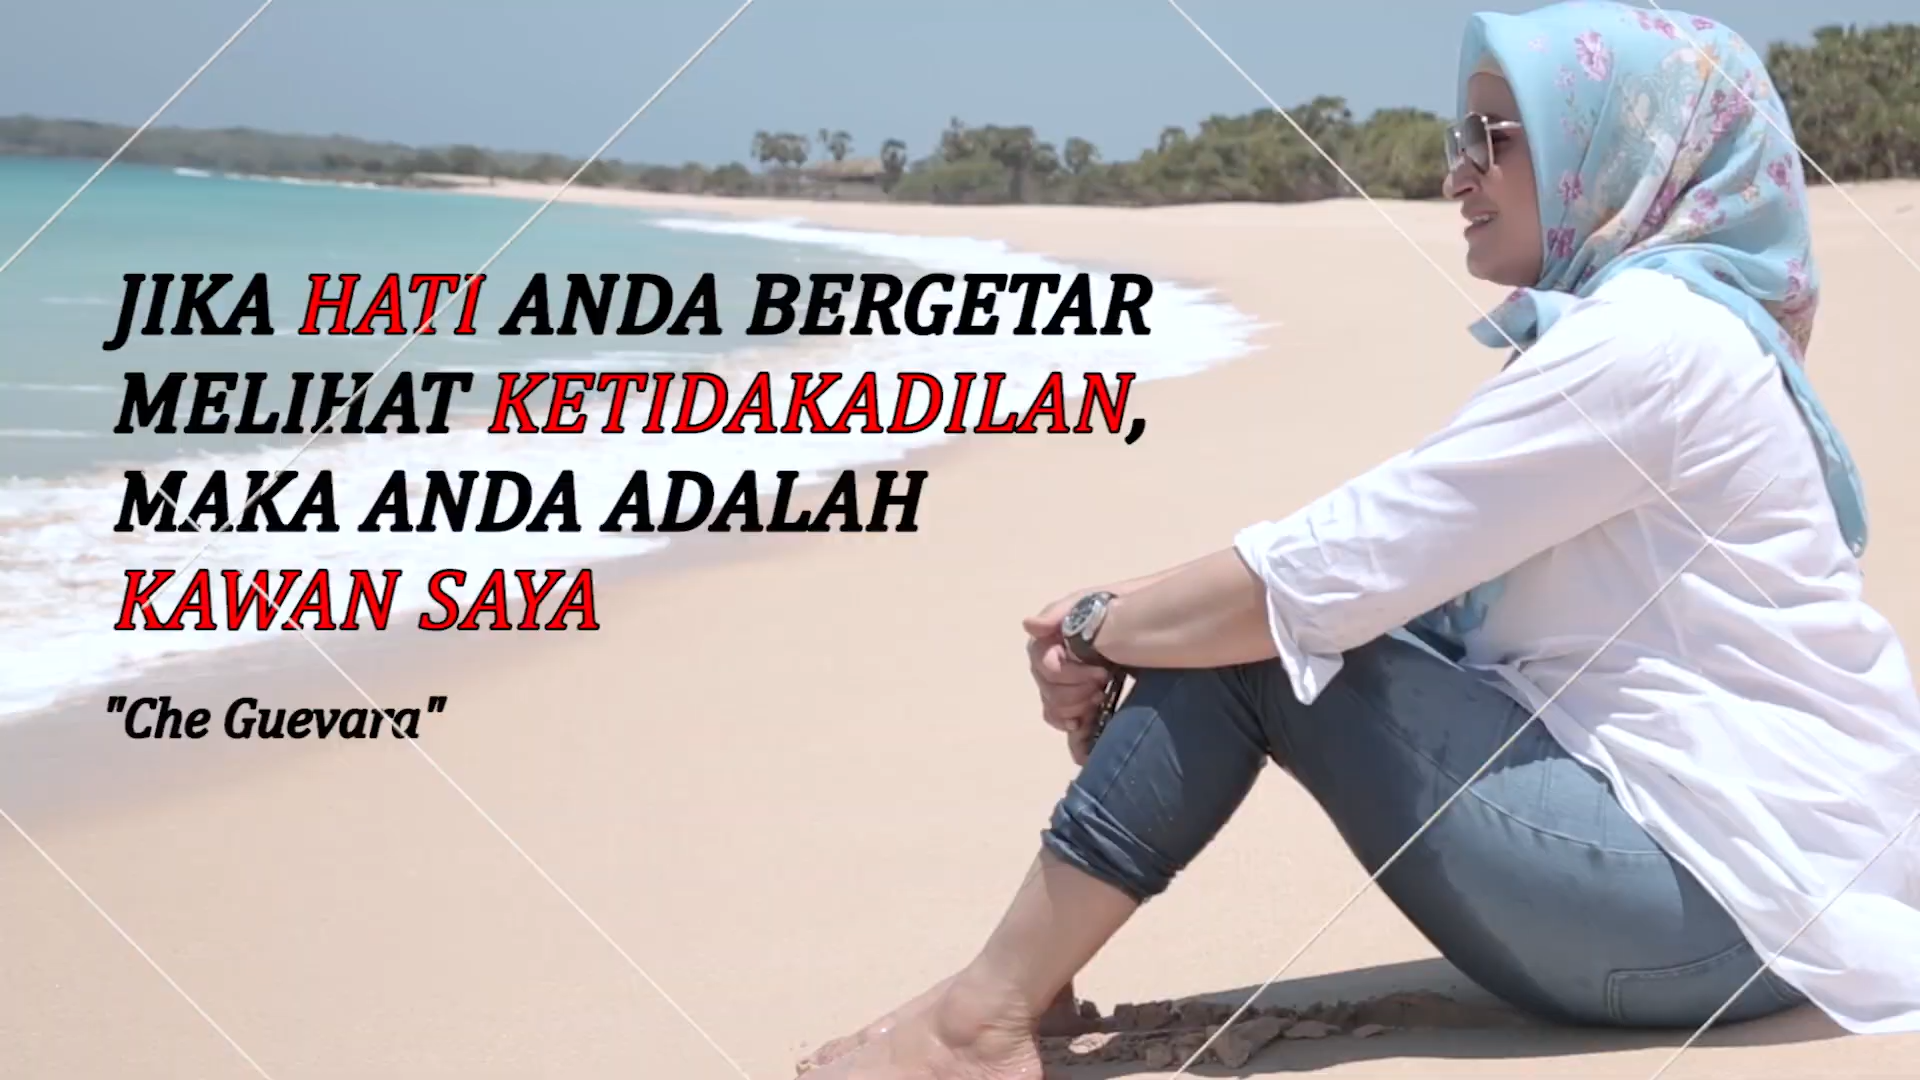 JIKA HATI ANDA BERGETAR
MELIHAT KETIDAKADILAN,
MAKA ANDA ADALAH
KAWAN SAYA
"Che Guevara"